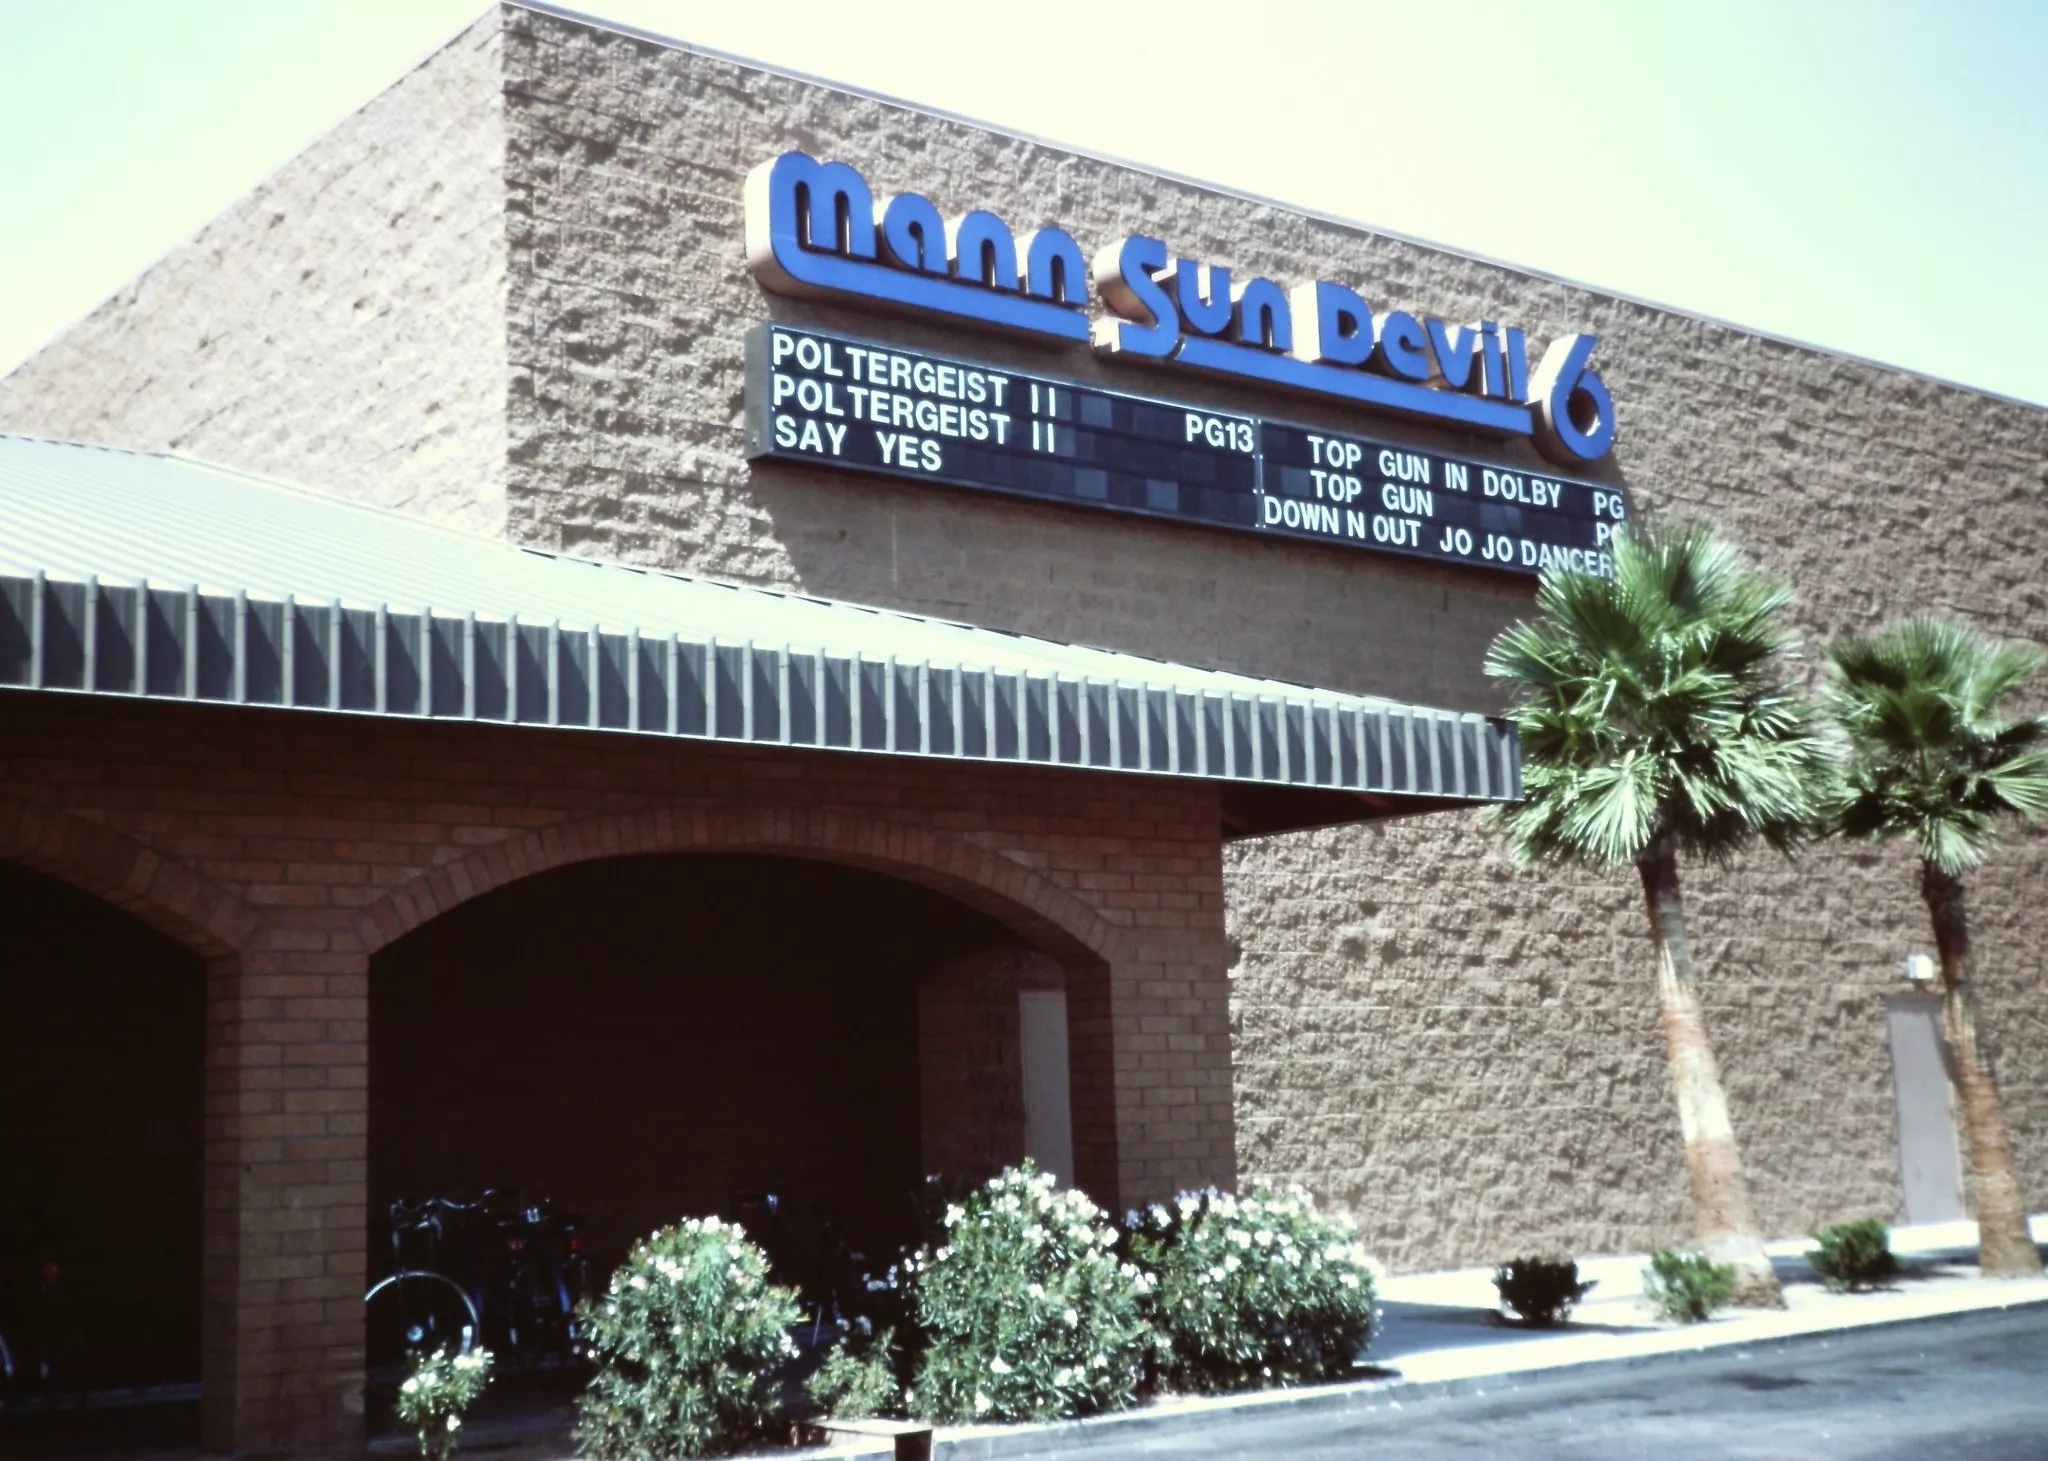 mann Sun Devil 6
POLTERGEIST II PG13
POLTERGEIST II
SAY YES
TOP GUN IN DOLBY PG
TOP GUN PG
DOWN N OUT JO JO DANCER